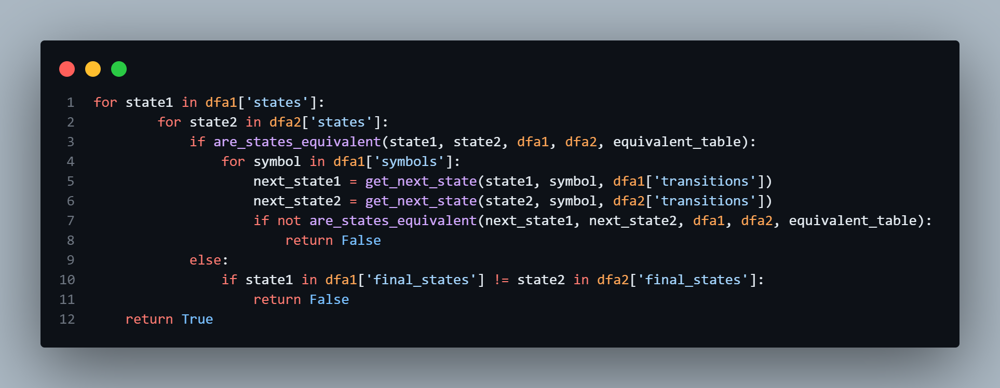 1 for state1 in dfa1['states']:
2         for state2 in dfa2['states']:
3             if are_states_equivalent(state1, state2, dfa1, dfa2, equivalent_table):
4                 for symbol in dfa1['symbols']:
5                     next_state1 = get_next_state(state1, symbol, dfa1['transitions'])
6                     next_state2 = get_next_state(state2, symbol, dfa2['transitions'])
7                     if not are_states_equivalent(next_state1, next_state2, dfa1, dfa2, equivalent_table):
8                         return False
9             else:
10                 if state1 in dfa1['final_states'] != state2 in dfa2['final_states']:
11                     return False
12     return True